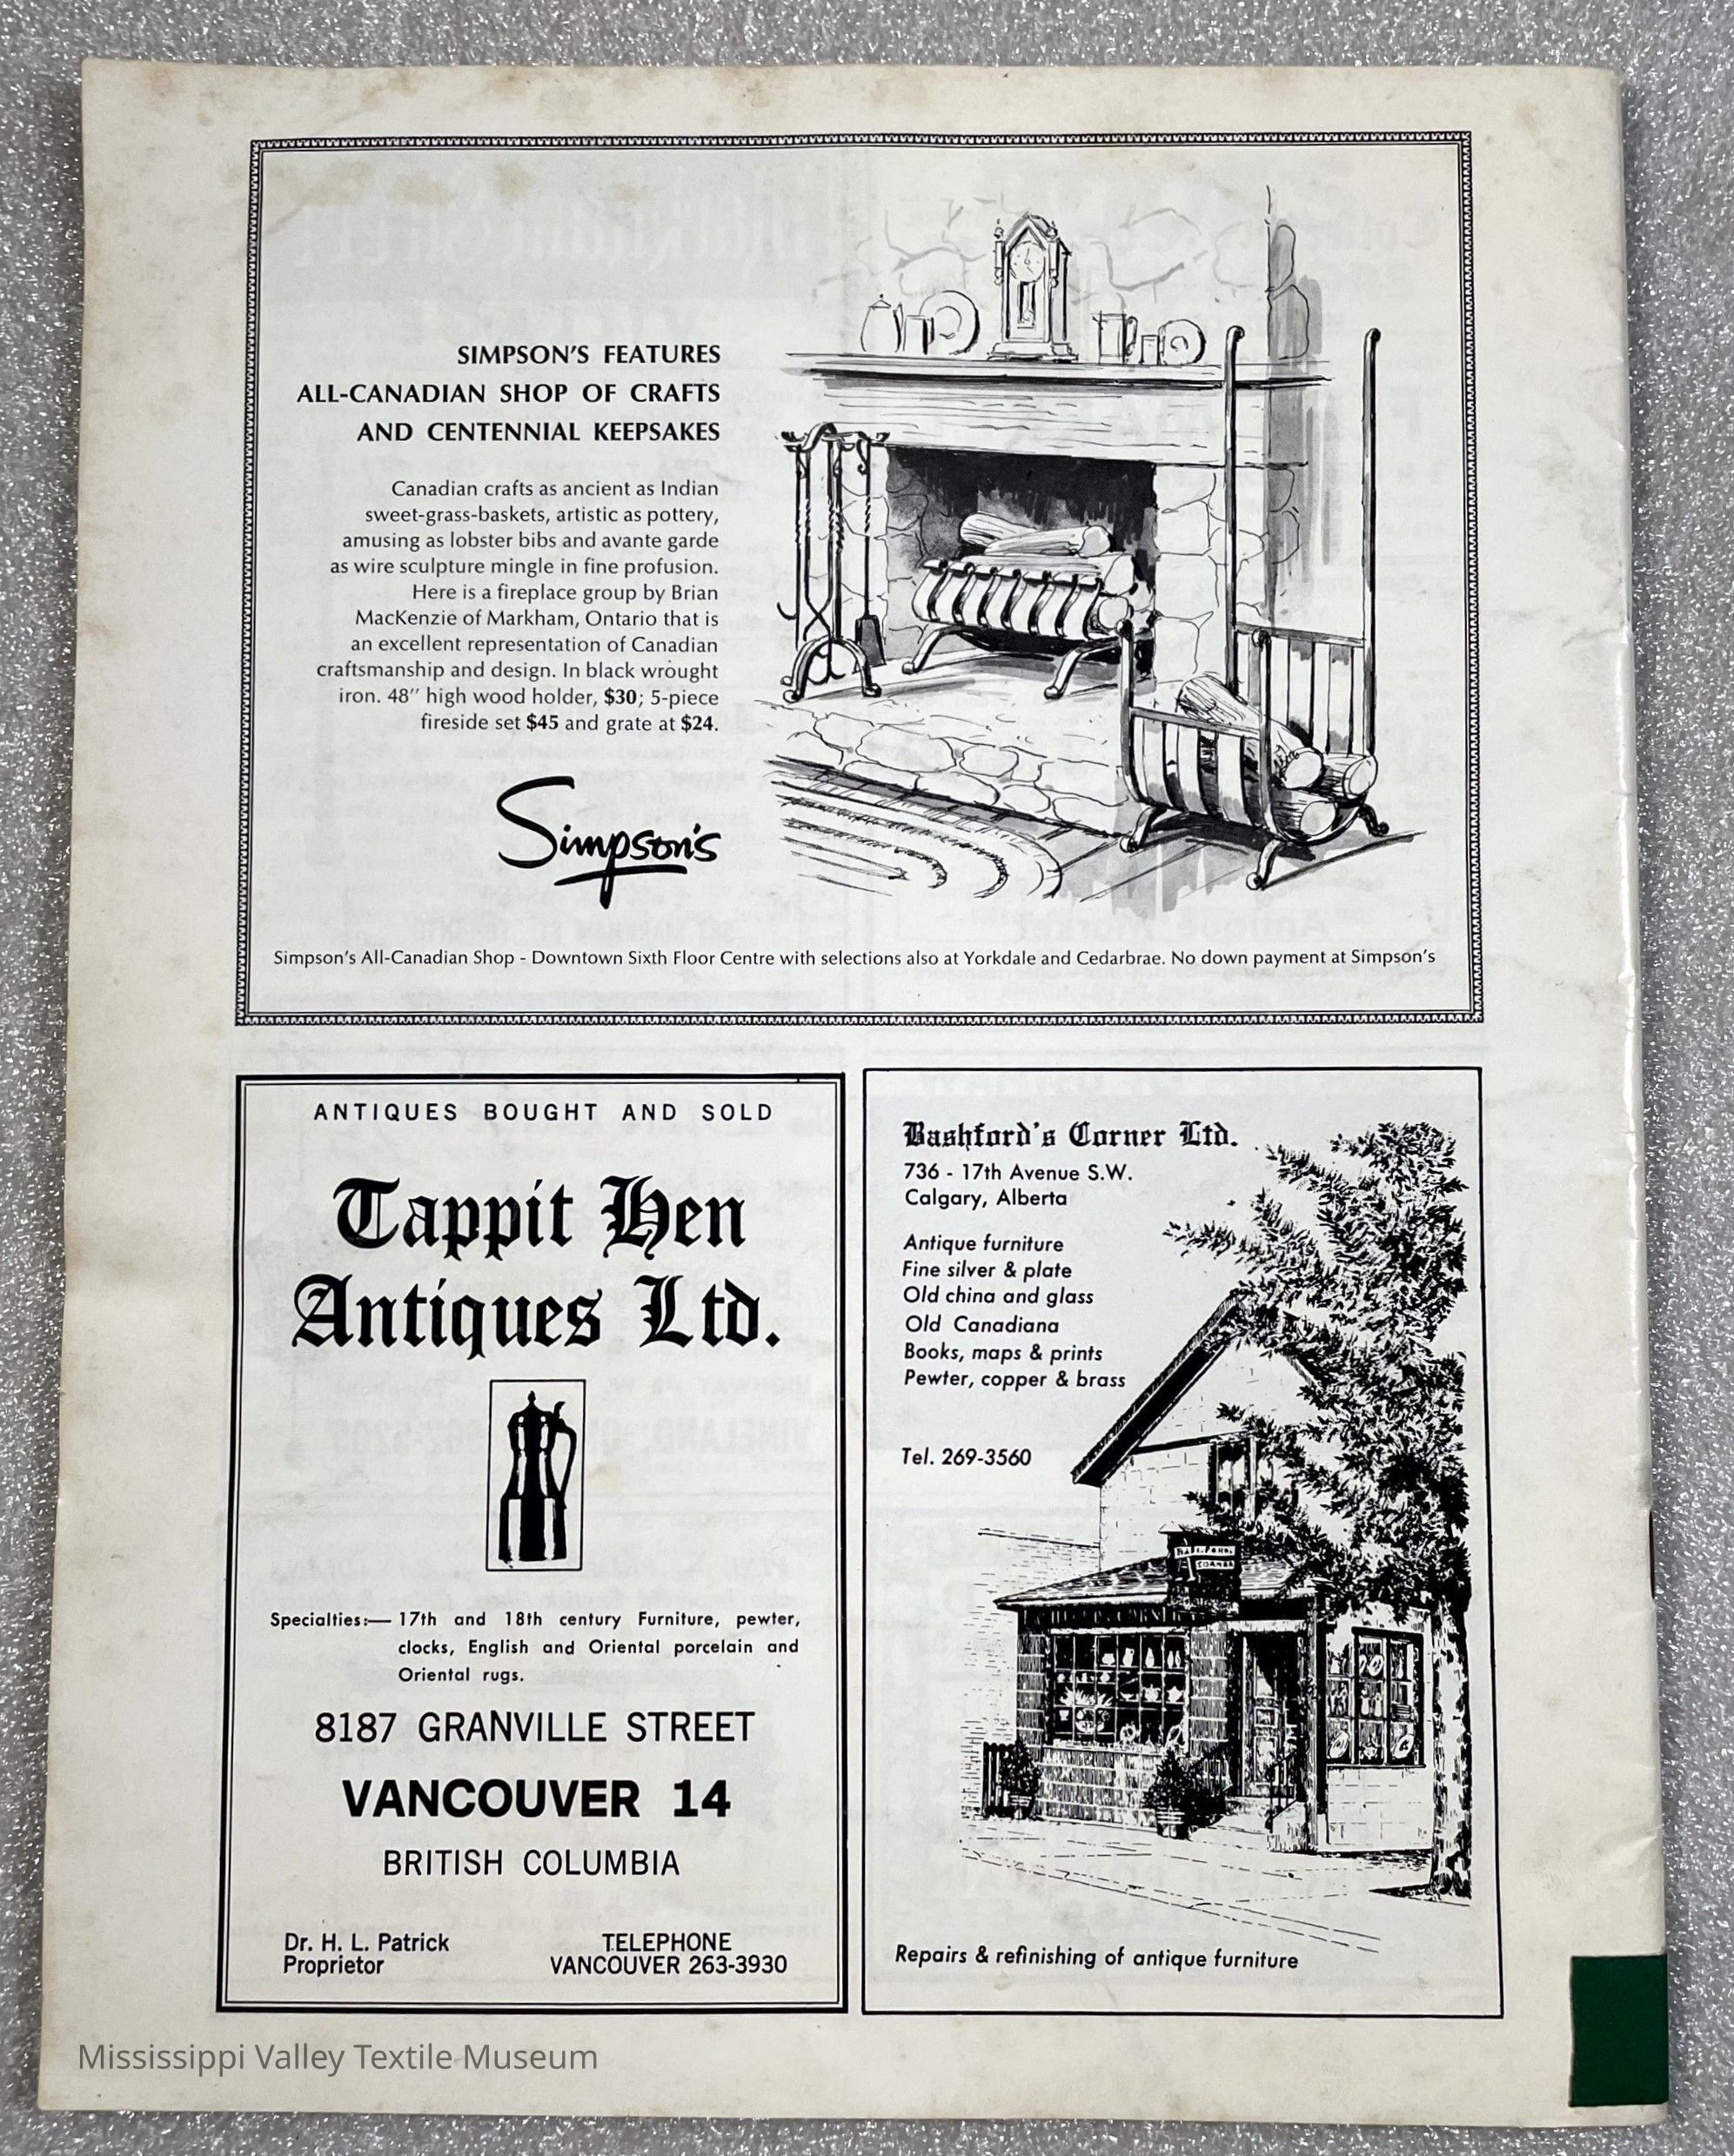 SIMPSON'S FEATURES
ALL-CANADIAN SHOP OF CRAFTS
AND CENTENNIAL KEEPSAKES
Canadian crafts as ancient as Indian
sweet-grass-baskets, artistic as pottery,
amusing as lobster bibs and avante garde
as wire sculpture mingle in fine profusion.
Here is a fireplace group by Brian
MacKenzie of Markham, Ontario that is
an excellent representation of Canadian
craftsmanship and design. In black wrought
iron. 48″ high wood holder, $30; 5-piece
fireside set $45 and grate at $24.
Simpson's
Simpson's All-Canadian Shop - Downtown Sixth Floor Centre with selections also at Yorkdale and Cedarbrae. No down payment at Simpson's
ANTIQUES BOUGHT AND SOLD
Tappit Hen
Antiques Ltd.
Specialties:— 17th and 18th century Furniture, pewter,
clocks, English and Oriental porcelain and
Oriental rugs.
8187 GRANVILLE STREET
VANCOUVER 14
BRITISH COLUMBIA
Dr. H. L. Patrick
Proprietor
TELEPHONE
VANCOUVER 263-3930
Bashford's Corner Ltd.
736 - 17th Avenue S.W.
Calgary, Alberta
Antique furniture
Fine silver & plate
Old china and glass
Old Canadiana
Books, maps & prints
Pewter, copper & brass
Tel. 269-3560
Repairs & refinishing of antique furniture
Mississippi Valley Textile Museum